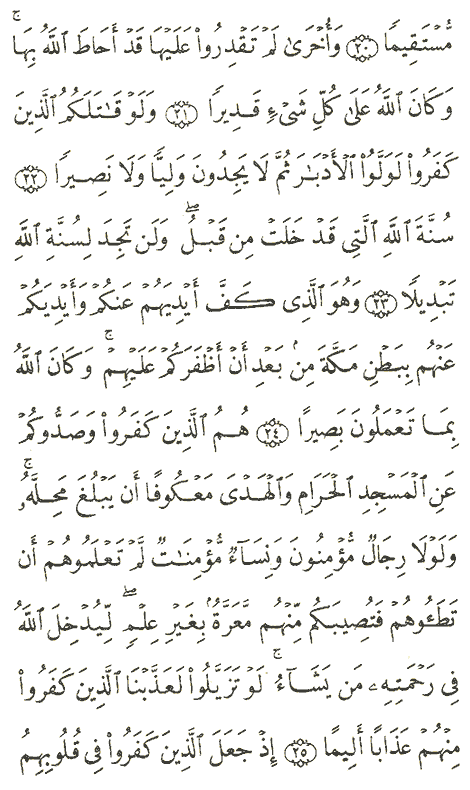 مُّسْتَقِيمًا ٢٠ وَأُخْرَىٰ لَمْ تَقْدِرُوا۟ عَلَيْهَا قَدْ أَحَاطَ ٱللَّهُ بِهَا ۚ
وَكَانَ ٱللَّهُ عَلَىٰ كُلِّ شَىْءٍ قَدِيرًا ٢١ وَلَوْ قَٰتَلَكُمُ ٱلَّذِينَ
كَفَرُوا۟ لَوَلَّوُا۟ ٱلْأَدْبَٰرَ ثُمَّ لَا يَجِدُونَ وَلِيًّا وَلَا نَصِيرًا ٢٢
سُنَّةَ ٱللَّهِ ٱلَّتِى قَدْ خَلَتْ مِن قَبْلُ ۖ وَلَن تَجِدَ لِسُنَّةِ ٱللَّهِ
تَبْدِيلًا ٢٣ وَهُوَ ٱلَّذِى كَفَّ أَيْدِيَهُمْ عَنكُمْ وَأَيْدِيَكُمْ
عَنْهُم بِبَطْنِ مَكَّةَ مِنۢ بَعْدِ أَنْ أَظْفَرَكُمْ عَلَيْهِمْ ۚ وَكَانَ ٱللَّهُ
بِمَا تَعْمَلُونَ بَصِيرًا ٢٤ هُمُ ٱلَّذِينَ كَفَرُوا۟ وَصَدُّوكُمْ
عَنِ ٱلْمَسْجِدِ ٱلْحَرَامِ وَٱلْهَدْىَ مَعْكُوفًا أَن يَبْلُغَ مَحِلَّهُۥ ۚ
وَلَوْلَا رِجَالٌ مُّؤْمِنُونَ وَنِسَآءٌ مُّؤْمِنَٰتٌ لَّمْ تَعْلَمُوهُمْ أَن
تَطَـُٔوهُمْ فَتُصِيبَكُم مِّنْهُم مَّعَرَّةٌۢ بِغَيْرِ عِلْمٍ ۖ لِّيُدْخِلَ ٱللَّهُ
فِى رَحْمَتِهِۦ مَن يَشَآءُ ۚ لَوْ تَزَيَّلُوا۟ لَعَذَّبْنَا ٱلَّذِينَ كَفَرُوا۟
مِنْهُمْ عَذَابًا أَلِيمًا ٢٥ إِذْ جَعَلَ ٱلَّذِينَ كَفَرُوا۟ فِى قُلُوبِهِمُ